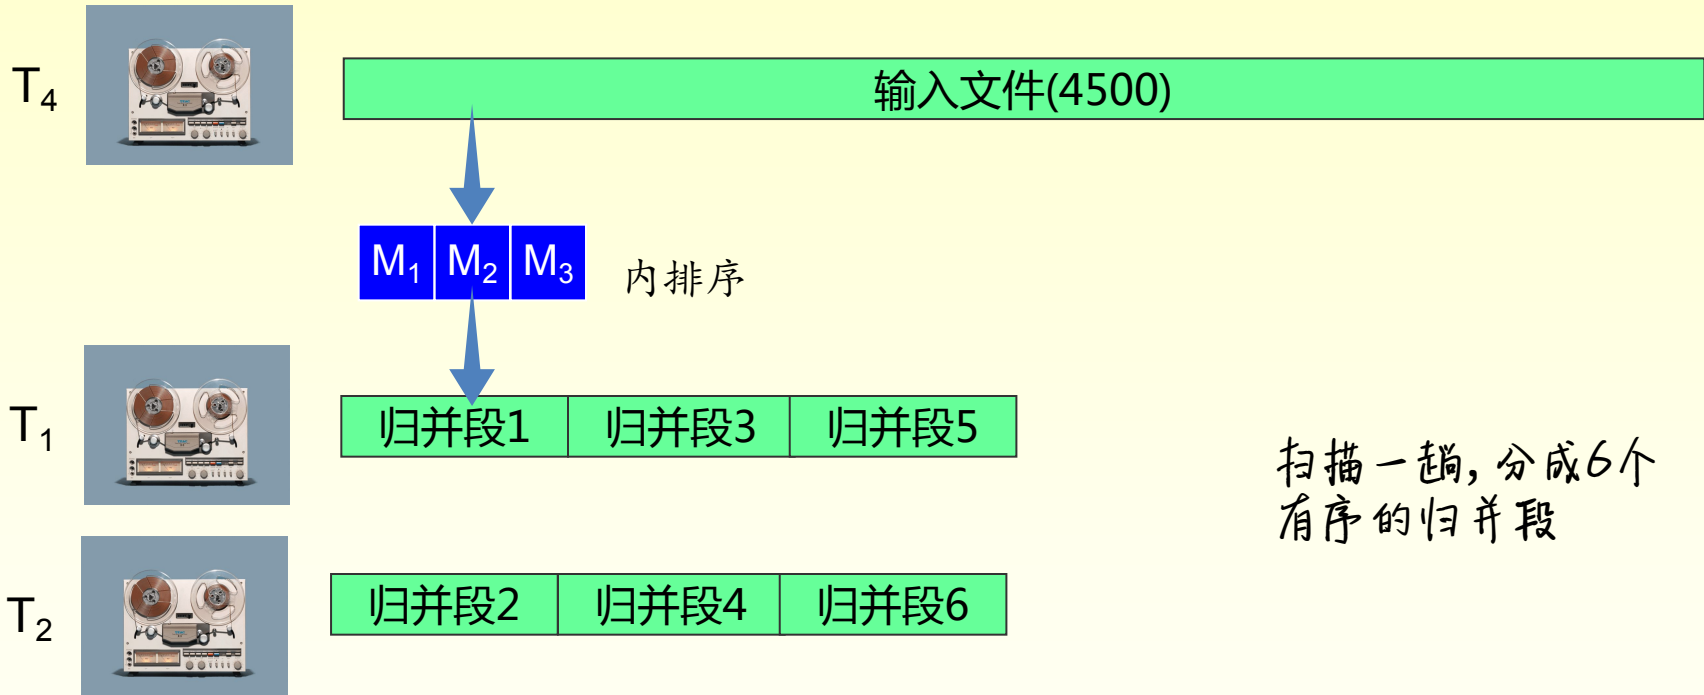 T₄
输入文件(4500)
M₁ M₂ M₃ 内排序
T₁
归并段1 归并段3 归并段5
扫描一趟,分成6个
有序的归并段
T₂
归并段2 归并段4 归并段6